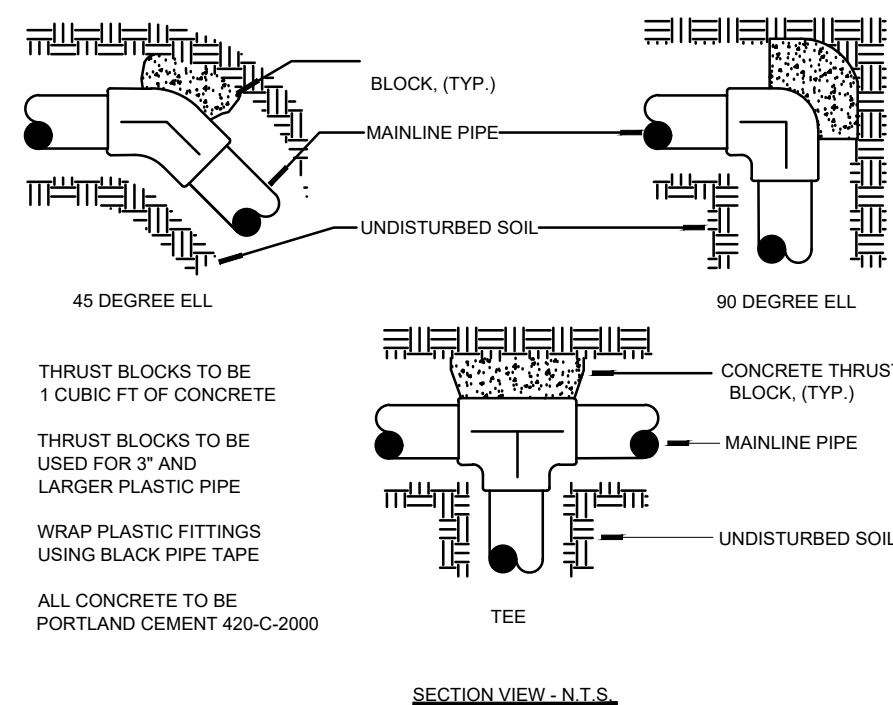 BLOCK, (TYP.)
MAINLINE PIPE
UNDISTURBED SOIL
45 DEGREE ELL
90 DEGREE ELL
THRUST BLOCKS TO BE
1 CUBIC FT OF CONCRETE
THRUST BLOCKS TO BE
USED FOR 3" AND
LARGER PLASTIC PIPE
WRAP PLASTIC FITTINGS
USING BLACK PIPE TAPE
ALL CONCRETE TO BE
PORTLAND CEMENT 420-C-2000
CONCRETE THRUST
BLOCK, (TYP.)
MAINLINE PIPE
UNDISTURBED SOIL
TEE
SECTION VIEW - N.T.S.